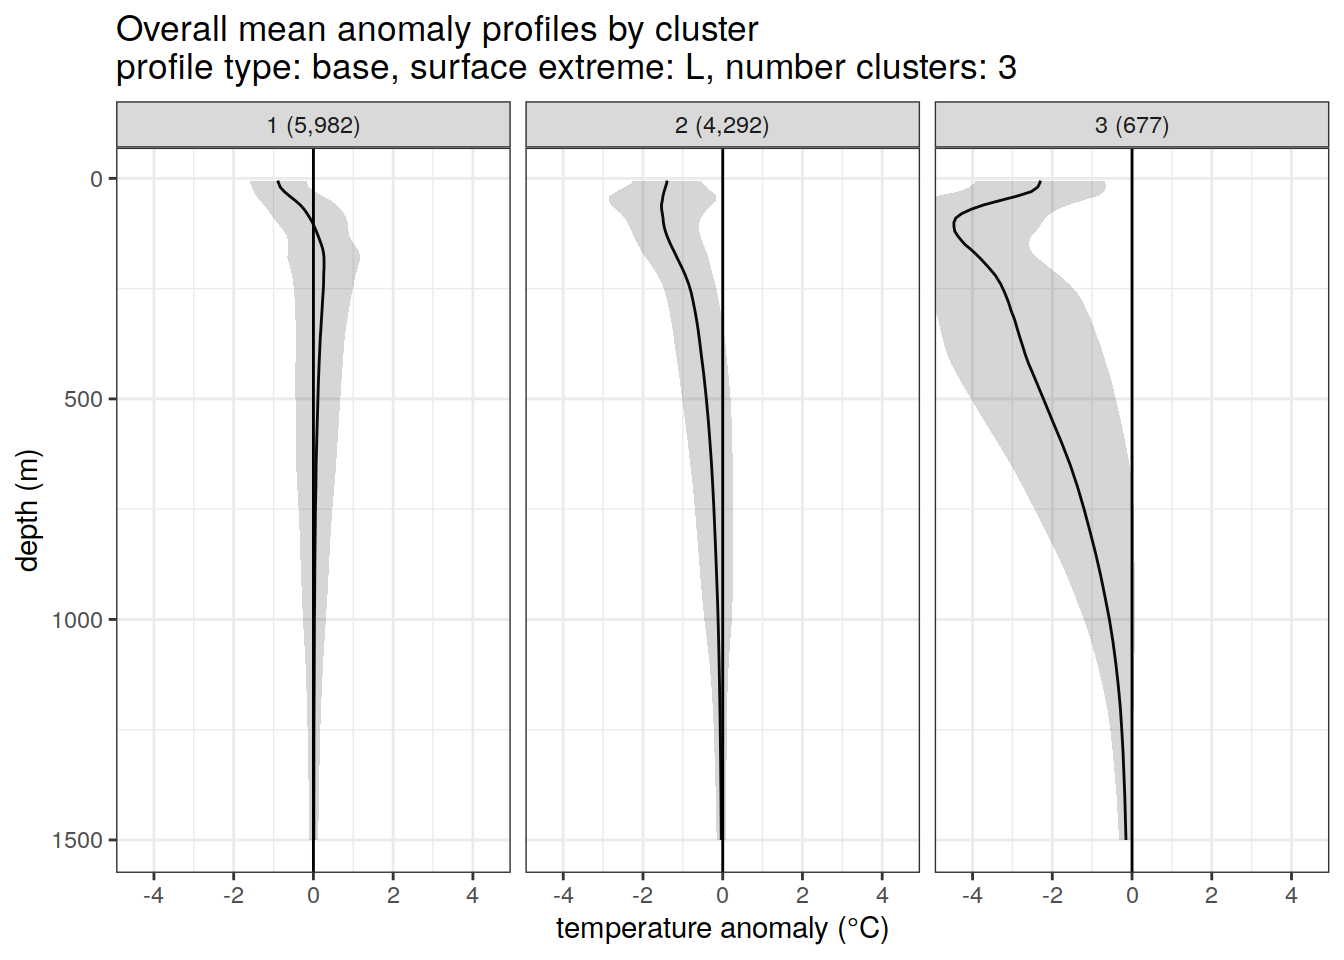 Overall mean anomaly profiles by cluster
profile type: base, surface extreme: L, number clusters: 3
1 (5,982)
2 (4,292)
3 (677)
0
500
1000
1500
depth (m)
-4 -2 0 2 4
-4 -2 0 2 4
-4 -2 0 2 4
temperature anomaly (°C)